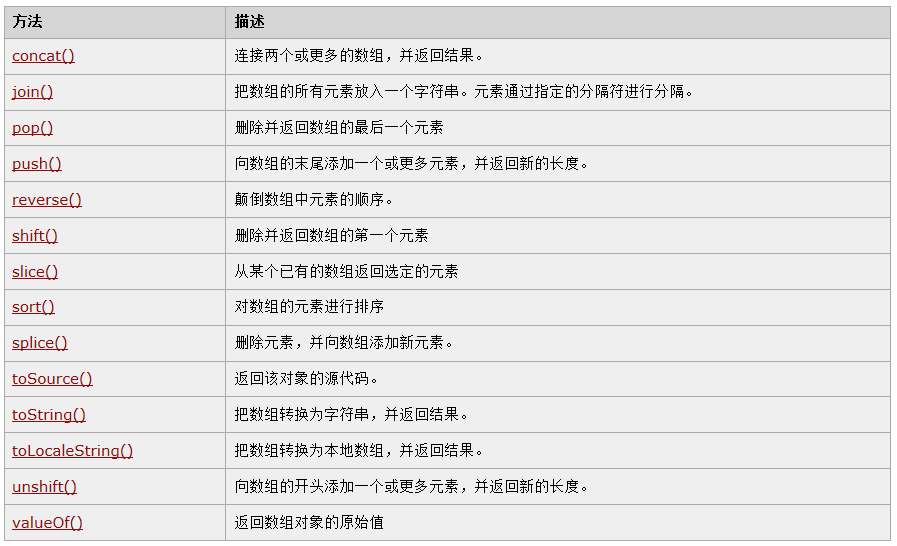 方法 描述
concat() 连接两个或更多的数组，并返回结果。
join() 把数组的所有元素放入一个字符串。元素通过指定的分隔符进行分隔。
pop() 删除并返回数组的最后一个元素
push() 向数组的末尾添加一个或更多元素，并返回新的长度。
reverse() 颠倒数组中元素的顺序。
shift() 删除并返回数组的第一个元素
slice() 从某个已有的数组返回选定的元素
sort() 对数组的元素进行排序
splice() 删除元素，并向数组添加新元素。
toSource() 返回该对象的源代码。
toString() 把数组转换为字符串，并返回结果。
toLocaleString() 把数组转换为本地数组，并返回结果。
unshift() 向数组的开头添加一个或更多元素，并返回新的长度。
valueOf() 返回数组对象的原始值